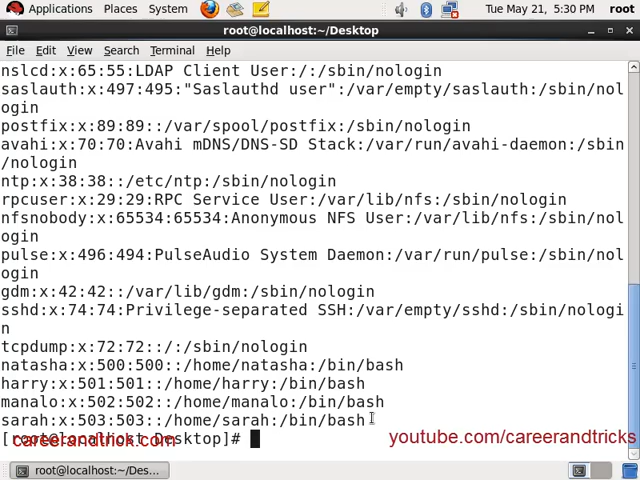 Applications Places System Tue May 21, 5:30 PM root
root@localhost:~/Desktop
File Edit View Search Terminal Help
nslcd:x:65:55:LDAP Client User:/:/sbin/nologin
saslauth:x:497:495:"Saslauthd user":/var/empty/saslauth:/sbin/nol
ogin
postfix:x:89:89::/var/spool/postfix:/sbin/nologin
avahi:x:70:70:Avahi mDNS/DNS-SD Stack:/var/run/avahi-daemon:/sbin
/nologin
ntp:x:38:38::/etc/ntp:/sbin/nologin
rpcuser:x:29:29:RPC Service User:/var/lib/nfs:/sbin/nologin
nfsnobody:x:65534:65534:Anonymous NFS User:/var/lib/nfs:/sbin/nol
ogin
pulse:x:496:494:PulseAudio System Daemon:/var/run/pulse:/sbin/nol
ogin
gdm:x:42:42::/var/lib/gdm:/sbin/nologin
sshd:x:74:74:Privilege-separated SSH:/var/empty/sshd:/sbin/nologi
n
tcpdump:x:72:72::/:/sbin/nologin
natasha:x:500:500::/home/natasha:/bin/bash
harry:x:501:501::/home/harry:/bin/bash
manalo:x:502:502::/home/manalo:/bin/bash
sarah:x:503:503::/home/sarah:/bin/bash
[root@localhost Desktop]#
careerandtrick.com
youtube.com/careerandtricks
root@localhost:~/Des...